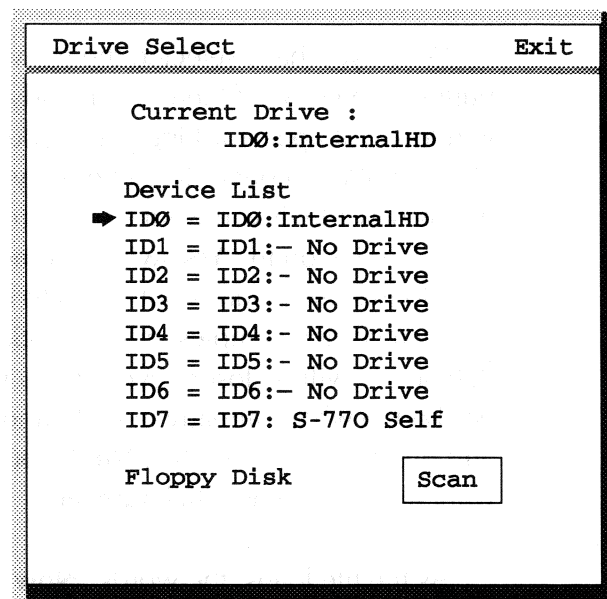 Drive Select Exit
Current Drive :
IDØ:InternalHD
Device List
IDØ = IDØ:InternalHD
ID1 = ID1:— No Drive
ID2 = ID2:- No Drive
ID3 = ID3:- No Drive
ID4 = ID4:- No Drive
ID5 = ID5:- No Drive
ID6 = ID6:— No Drive
ID7 = ID7: S-770 Self
Floppy Disk Scan